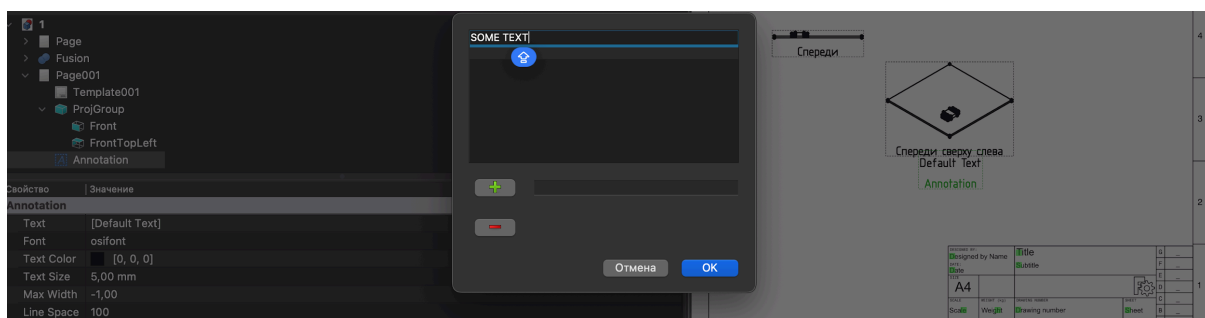 1
Page
Fusion
Page001
Template001
ProjGroup
Front
FrontTopLeft
Annotation
Свойство Значение
Annotation
Text [Default Text]
Font osifont
Text Color [0, 0, 0]
Text Size 5,00 mm
Max Width -1,00
Line Space 100
SOME TEXT
Отмена OK
Спереди
Спереди сверху слева
Default Text
Annotation
4
3
2
1
Designed by Name
Date
A4
Scale Weight
Title
Subtitle
Drawing number
Sheet
G
F
E
D
C
B